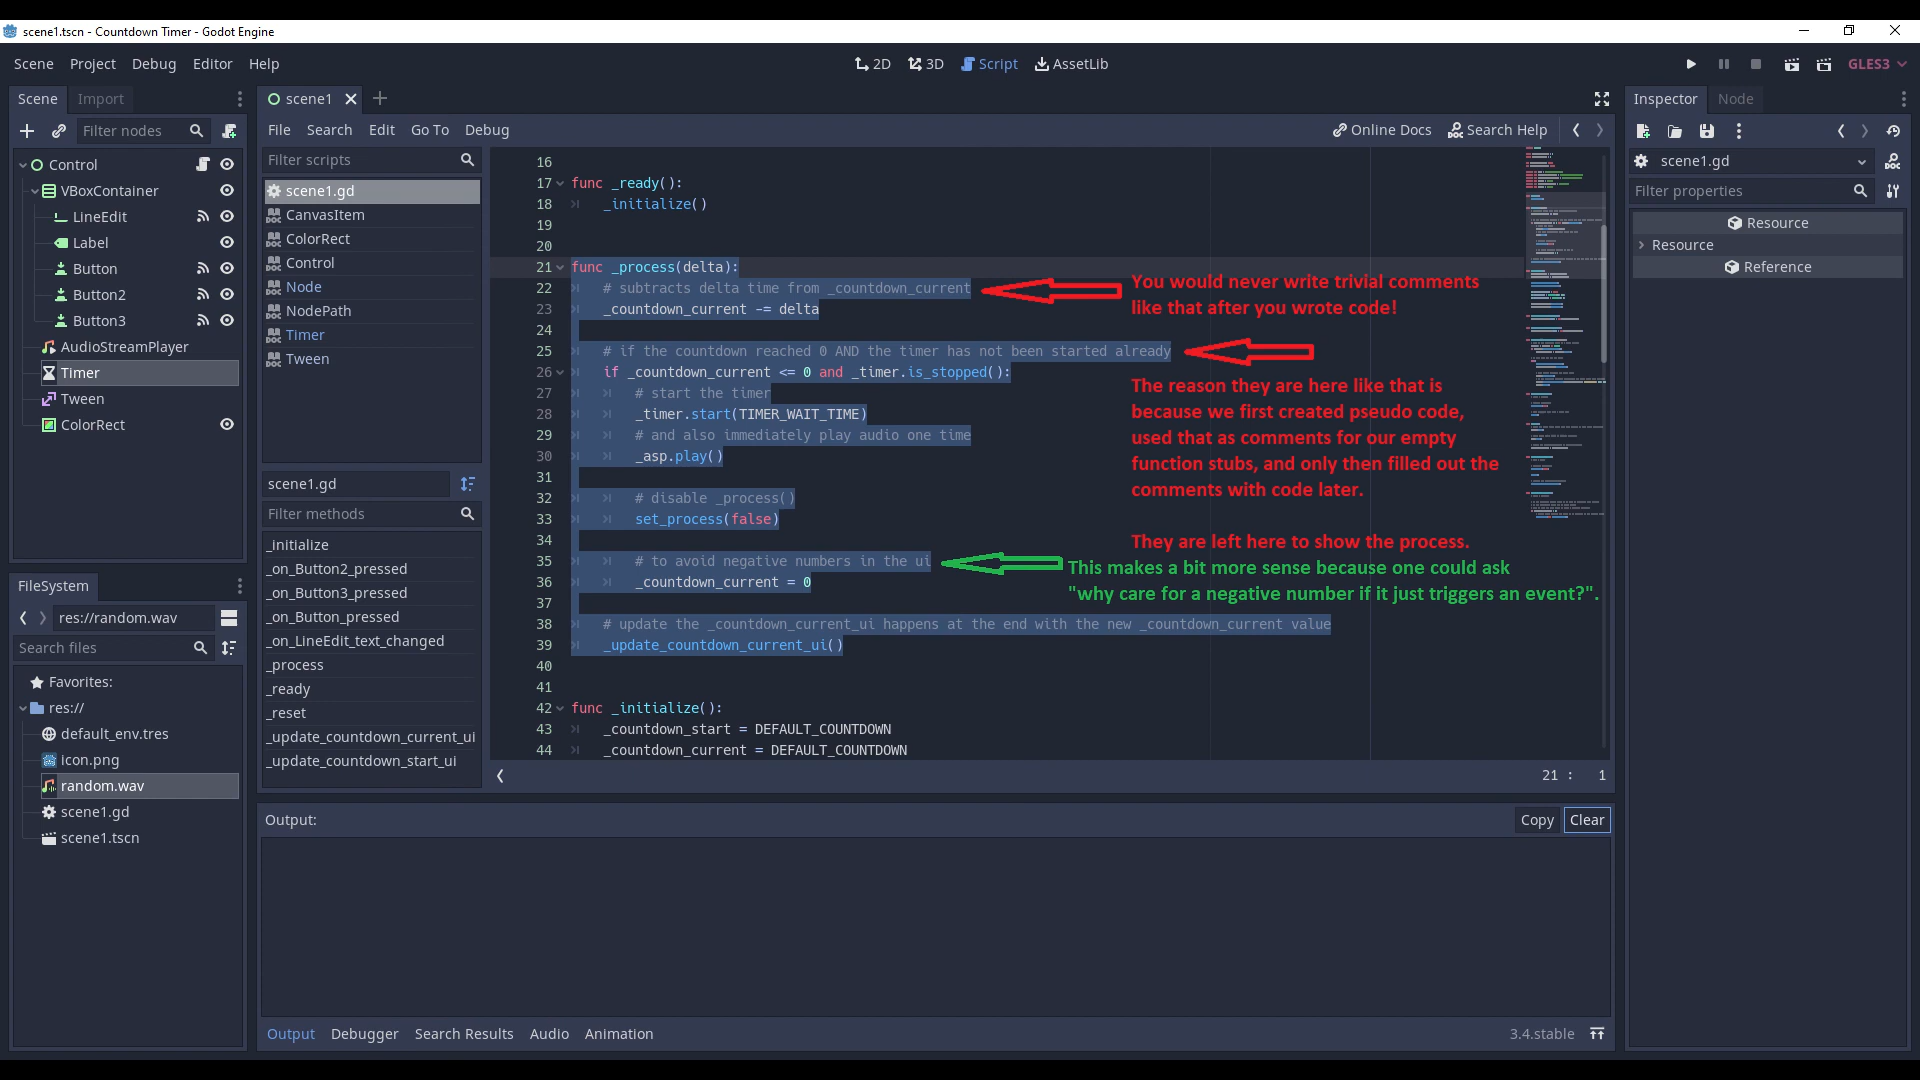 scene1.tscn - Countdown Timer - Godot Engine
Scene Project Debug Editor Help
2D 3D Script AssetLib
GLES3
Scene Import
Filter nodes
Control
VBoxContainer
LineEdit
Label
Button
Button2
Button3
AudioStreamPlayer
Timer
Tween
ColorRect
FileSystem
res://random.wav
Search files
Favorites:
res://
default_env.tres
icon.png
random.wav
scene1.gd
scene1.tscn
scene1
File Search Edit Go To Debug
Online Docs Search Help
Filter scripts
scene1.gd
CanvasItem
ColorRect
Control
Node
NodePath
Timer
Tween
scene1.gd
Filter methods
_initialize
_on_Button2_pressed
_on_Button3_pressed
_on_Button_pressed
_on_LineEdit_text_changed
_process
_ready
_reset
_update_countdown_current_ui
_update_countdown_start_ui
16
17 func _ready():
18 _initialize()
19
20
21 func _process(delta):
22 # subtracts delta time from _countdown_current
23 _countdown_current -= delta
24
25 # if the countdown reached 0 AND the timer has not been started already
26 if _countdown_current <= 0 and _timer.is_stopped():
27 # start the timer
28 _timer.start(TIMER_WAIT_TIME)
29 # and also immediately play audio one time
30 _asp.play()
31
32 # disable _process()
33 set_process(false)
34
35 # to avoid negative numbers in the ui
36 _countdown_current = 0
37
38 # update the _countdown_current_ui happens at the end with the new _countdown_current value
39 _update_countdown_current_ui()
40
41
42 func _initialize():
43 _countdown_start = DEFAULT_COUNTDOWN
44 _countdown_current = DEFAULT_COUNTDOWN
You would never write trivial comments
like that after you wrote code!
The reason they are here like that is
because we first created pseudo code,
used that as comments for our empty
function stubs, and only then filled out the
comments with code later.
They are left here to show the process.
This makes a bit more sense because one could ask
"why care for a negative number if it just triggers an event?".
21 : 1
Output:
Copy Clear
Output Debugger Search Results Audio Animation
3.4.stable
Inspector Node
scene1.gd
Filter properties
Resource
Resource
Reference